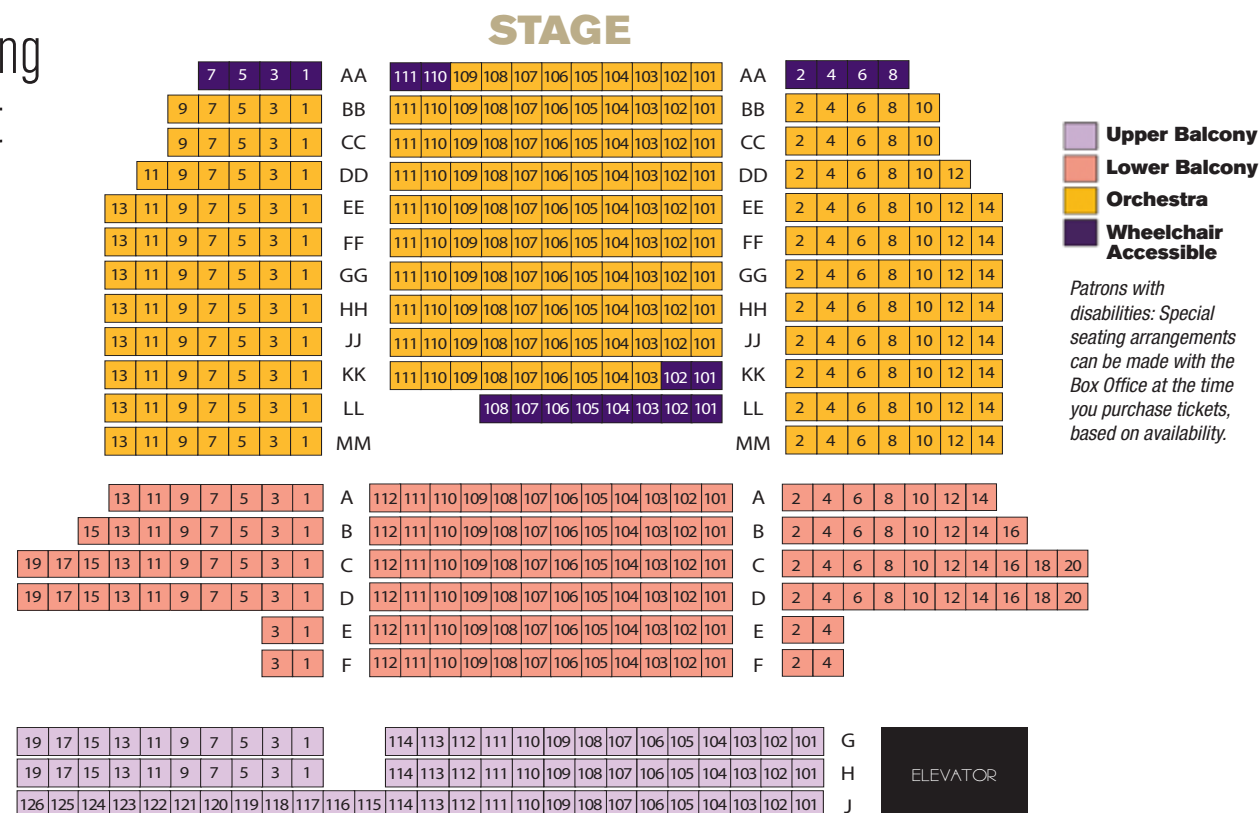 STAGE
ng
7 5 3 1 AA 111 110 109 108 107 106 105 104 103 102 101 AA 2 4 6 8
9 7 5 3 1 BB 111 110 109 108 107 106 105 104 103 102 101 BB 2 4 6 8 10
9 7 5 3 1 CC 111 110 109 108 107 106 105 104 103 102 101 CC 2 4 6 8 10
11 9 7 5 3 1 DD 111 110 109 108 107 106 105 104 103 102 101 DD 2 4 6 8 10 12
13 11 9 7 5 3 1 EE 111 110 109 108 107 106 105 104 103 102 101 EE 2 4 6 8 10 12 14
13 11 9 7 5 3 1 FF 111 110 109 108 107 106 105 104 103 102 101 FF 2 4 6 8 10 12 14
13 11 9 7 5 3 1 GG 111 110 109 108 107 106 105 104 103 102 101 GG 2 4 6 8 10 12 14
13 11 9 7 5 3 1 HH 111 110 109 108 107 106 105 104 103 102 101 HH 2 4 6 8 10 12 14
13 11 9 7 5 3 1 JJ 111 110 109 108 107 106 105 104 103 102 101 JJ 2 4 6 8 10 12 14
13 11 9 7 5 3 1 KK 111 110 109 108 107 106 105 104 103 102 101 KK 2 4 6 8 10 12 14
13 11 9 7 5 3 1 LL 108 107 106 105 104 103 102 101 LL 2 4 6 8 10 12 14
13 11 9 7 5 3 1 MM MM 2 4 6 8 10 12 14
Upper Balcony
Lower Balcony
Orchestra
Wheelchair
Accessible
Patrons with
disabilities: Special
seating arrangements
can be made with the
Box Office at the time
you purchase tickets,
based on availability.
13 11 9 7 5 3 1 A 112 111 110 109 108 107 106 105 104 103 102 101 A 2 4 6 8 10 12 14
15 13 11 9 7 5 3 1 B 112 111 110 109 108 107 106 105 104 103 102 101 B 2 4 6 8 10 12 14 16
19 17 15 13 11 9 7 5 3 1 C 112 111 110 109 108 107 106 105 104 103 102 101 C 2 4 6 8 10 12 14 16 18 20
19 17 15 13 11 9 7 5 3 1 D 112 111 110 109 108 107 106 105 104 103 102 101 D 2 4 6 8 10 12 14 16 18 20
3 1 E 112 111 110 109 108 107 106 105 104 103 102 101 E 2 4
3 1 F 112 111 110 109 108 107 106 105 104 103 102 101 F 2 4
19 17 15 13 11 9 7 5 3 1 114 113 112 111 110 109 108 107 106 105 104 103 102 101 G
19 17 15 13 11 9 7 5 3 1 114 113 112 111 110 109 108 107 106 105 104 103 102 101 H
ELEVATOR
126 125 124 123 122 121 120 119 118 117 116 115 114 113 112 111 110 109 108 107 106 105 104 103 102 101 J